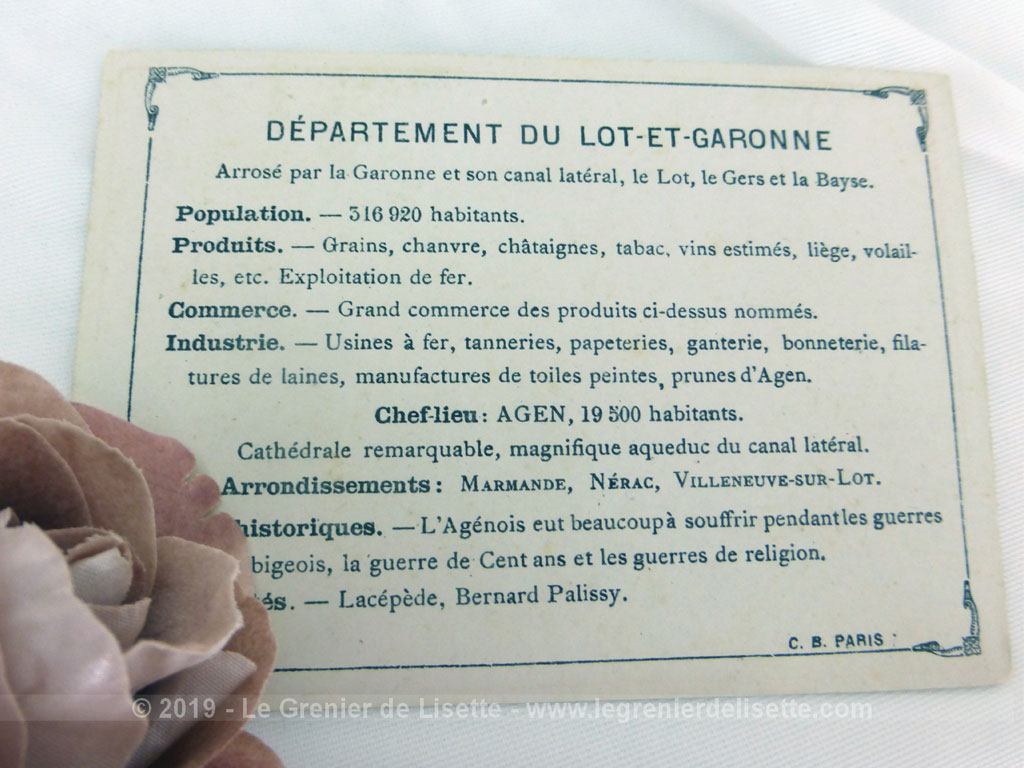 DÉPARTEMENT DU LOT-ET-GARONNE
Arrosé par la Garonne et son canal latéral, le Lot, le Gers et la Bayse.
Population. — 316 920 habitants.
Produits. — Grains, chanvre, châtaignes, tabac, vins estimés, liège, volail-
les, etc. Exploitation de fer.
Commerce. — Grand commerce des produits ci-dessus nommés.
Industrie. — Usines à fer, tanneries, papeteries, ganterie, bonneterie, fila-
tures de laines, manufactures de toiles peintes, prunes d'Agen.
Chef-lieu : AGEN, 19 500 habitants.
Cathédrale remarquable, magnifique aqueduc du canal latéral.
Arrondissements : MARMANDE, NÉRAC, VILLENEUVE-SUR-LOT.
historiques. — L'Agénois eut beaucoup à souffrir pendant les guerres
bigeois, la guerre de Cent ans et les guerres de religion.
és. — Lacépède, Bernard Palissy.
C. B. PARIS
© 2019 - Le Grenier de Lisette - www.legrenierdelisette.com